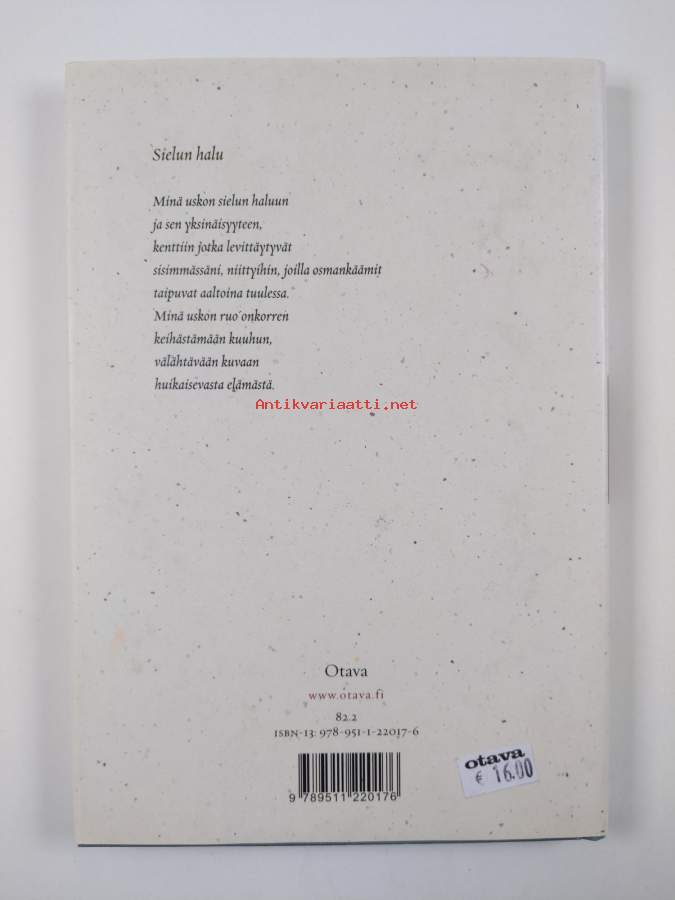 Sielun halu
Minä uskon sielun haluun
ja sen yksinäisyyteen,
kenttiin jotka levittäytyvät
sisimmässäni, niittyihin, joilla osmankäämit
taipuvat aaltoina tuulessa.
Minä uskon ruo'onkorren
keihästämään kuuhun,
välähtävään kuvaan
huikaisevasta elämästä.
Antikvariaatti.net
Otava
www.otava.fi
82.2
ISBN-13: 978-951-1-22017-6
9 789511 220176
otava
€ 16.00